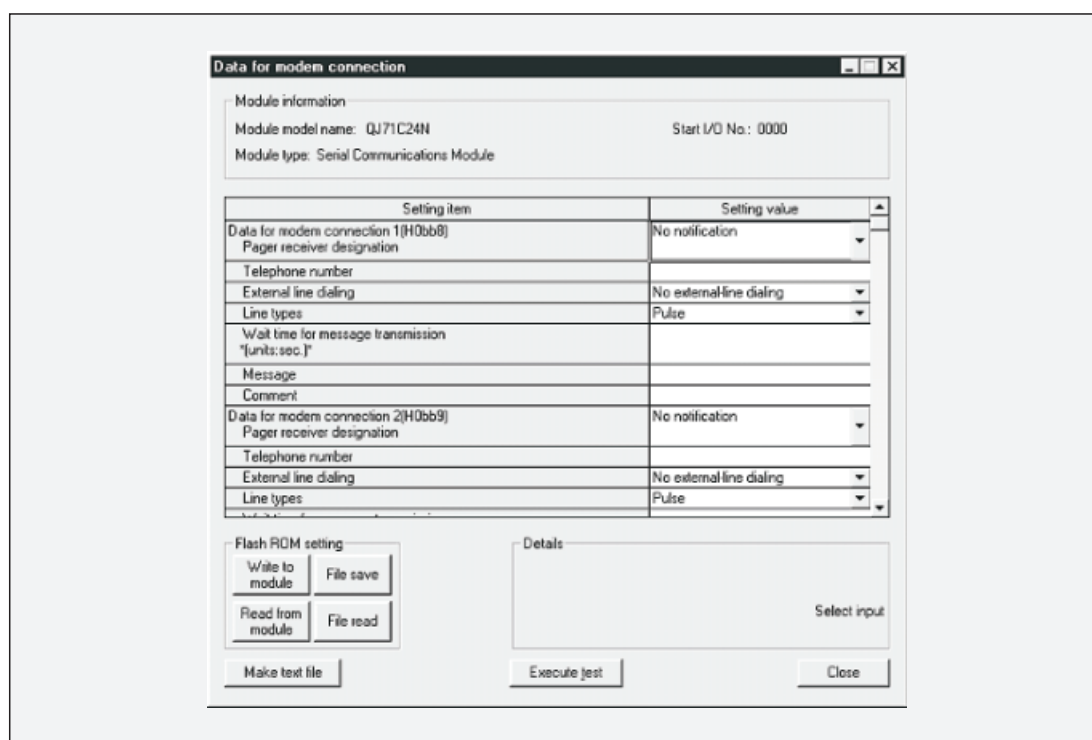 Data for modem connection
Module information
Module model name: QJ71C24N Start I/O No.: 0000
Module type: Serial Communications Module
Setting item Setting value
Data for modem connection 1(H0bb8) No notification
Pager receiver designation
Telephone number
External line dialing No external-line dialing
Line types Pulse
Wait time for message transmission
"(units:sec.)"
Message
Comment
Data for modem connection 2(H0bb9) No notification
Pager receiver designation
Telephone number
External line dialing No external-line dialing
Line types Pulse
Flash ROM setting Details
Write to
module
File save
Read from
module
File read
Select input
Make text file Execute test Close